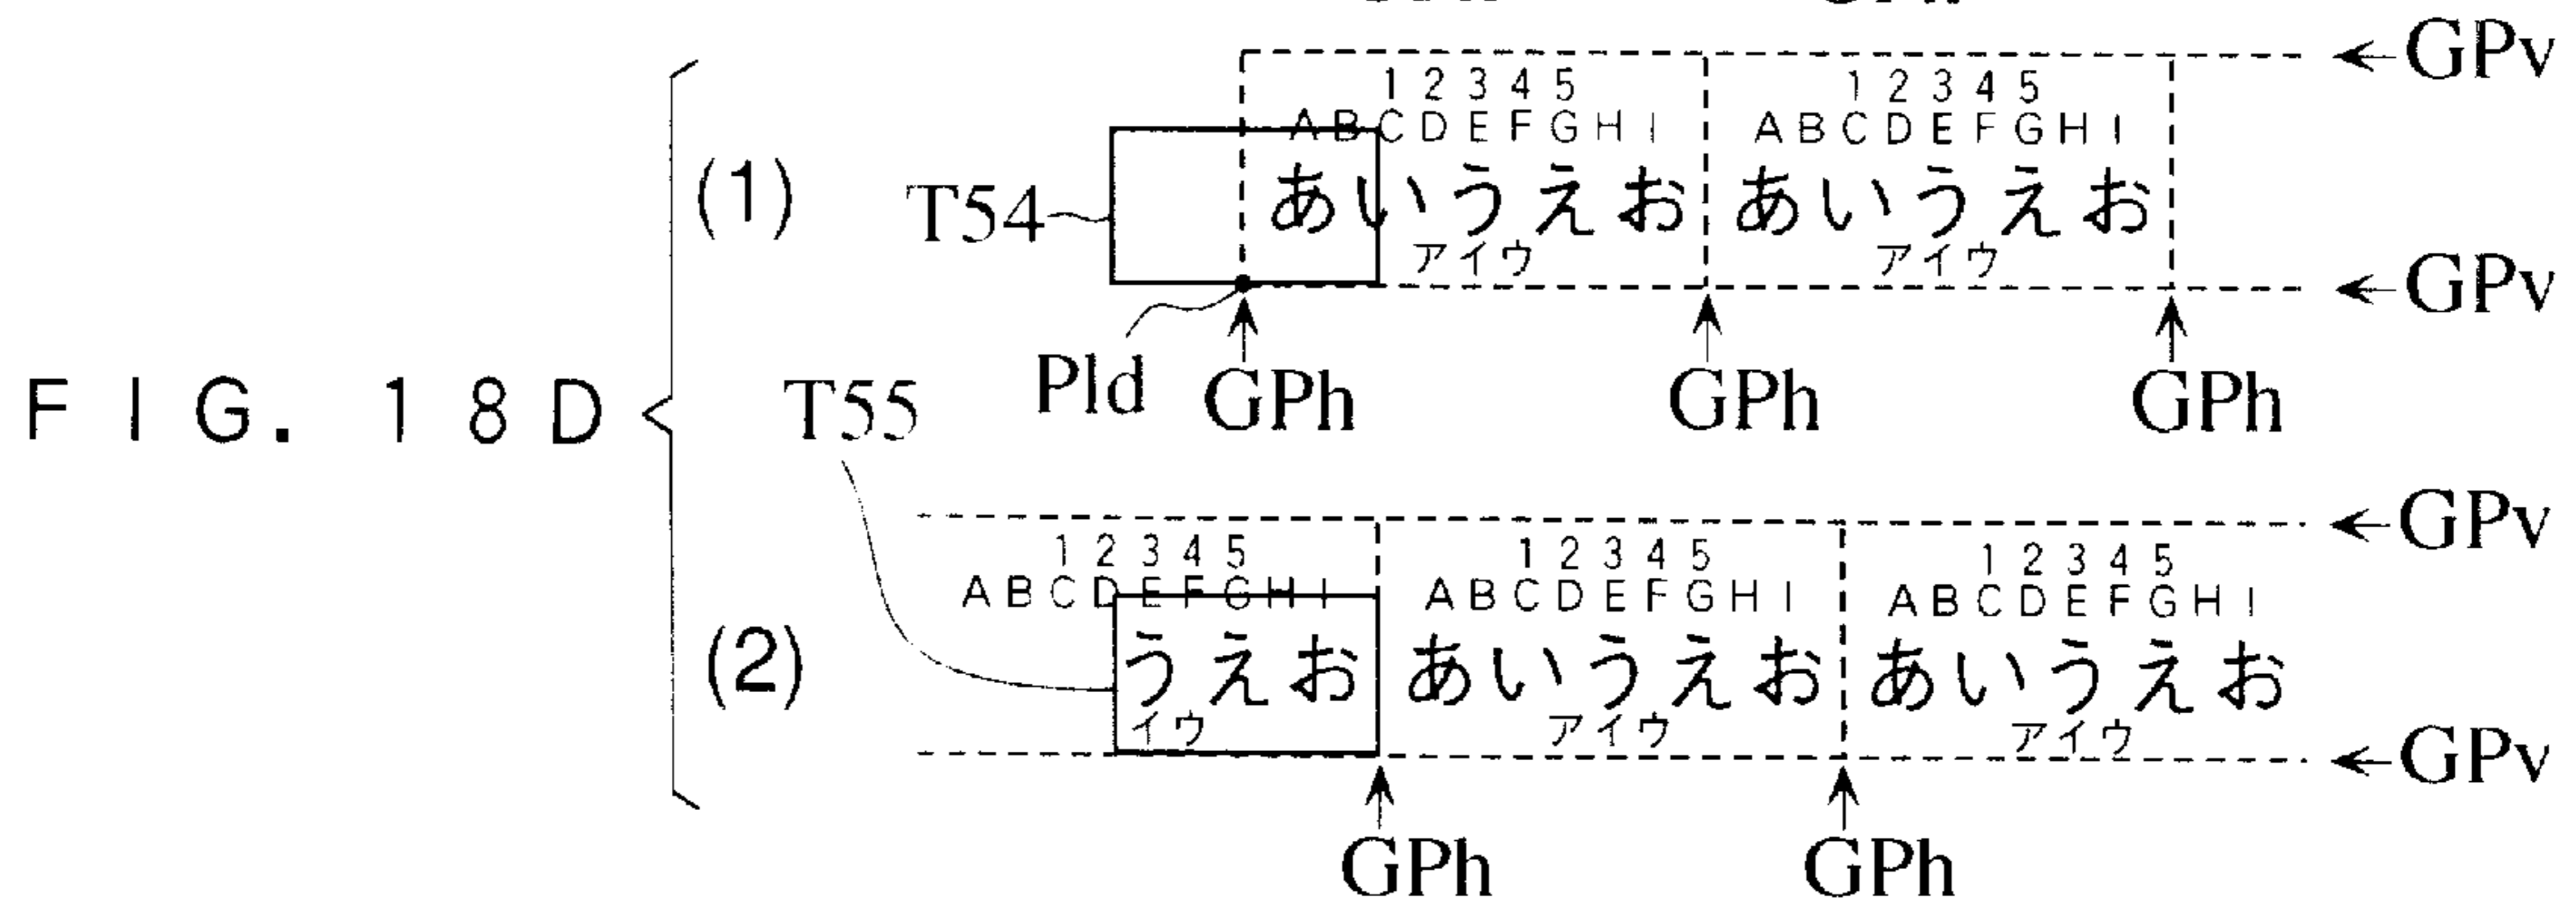 GPv
1 2 3 4 5 1 2 3 4 5
A B C D E F G H I A B C D E F G H I
(1) T54 あいうえお あいうえお
アイウ アイウ
GPv
Pld GPh GPh GPh
FIG. 18D T55
GPv
1 2 3 4 5 1 2 3 4 5 1 2 3 4 5
A B C D E F G H I A B C D E F G H I A B C D E F G H I
(2) うえお あいうえお あいうえお
イウ アイウ アイウ
GPv
GPh GPh